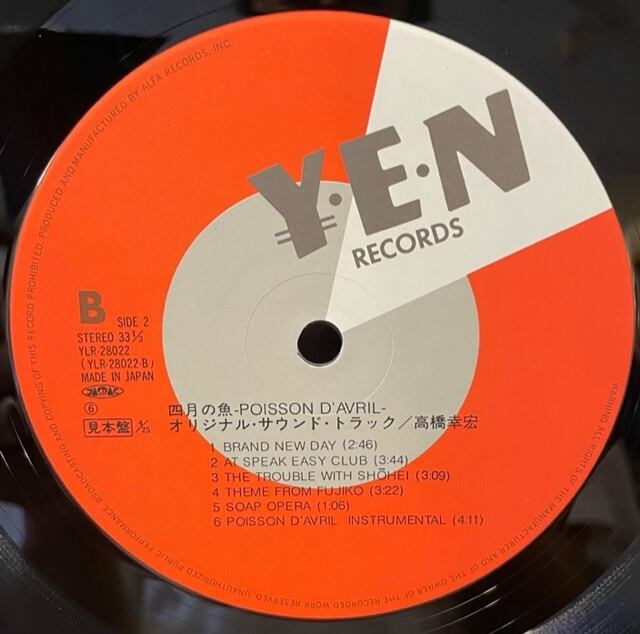 Y·E·N
RECORDS
B SIDE 2
STEREO 33 1/3
YLR-28022
(YLR-28022-B)
MADE IN JAPAN
JASRAC
⑥
見本盤 4/25
四月の魚-POISSON D'AVRIL-
オリジナル・サウンド・トラック/高橋幸宏
1 BRAND NEW DAY (2:46)
2 AT SPEAK EASY CLUB (3:44)
3 THE TROUBLE WITH SHŌHEI (3:09)
4 THEME FROM FUJIKO (3:22)
5 SOAP OPERA (1:06)
6 POISSON D'AVRIL INSTRUMENTAL (4:11)
WARNING ALL RIGHTS OF THE MANUFACTURER AND OF THE OWNER OF THE RECORDED WORK RESERVED. UNAUTHORIZED PUBLIC PERFORMANCE, BROADCASTING AND COPYING OF THIS RECORD PROHIBITED. PRODUCED AND MANUFACTURED BY ALFA RECORDS, INC.